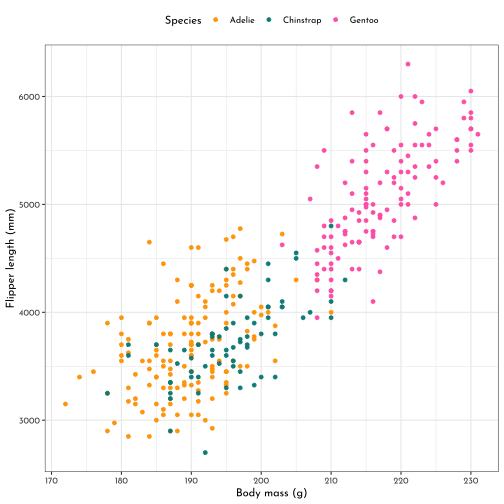 Species Adelie Chinstrap Gentoo
Flipper length (mm)
6000
5000
4000
3000
170 180 190 200 210 220 230
Body mass (g)